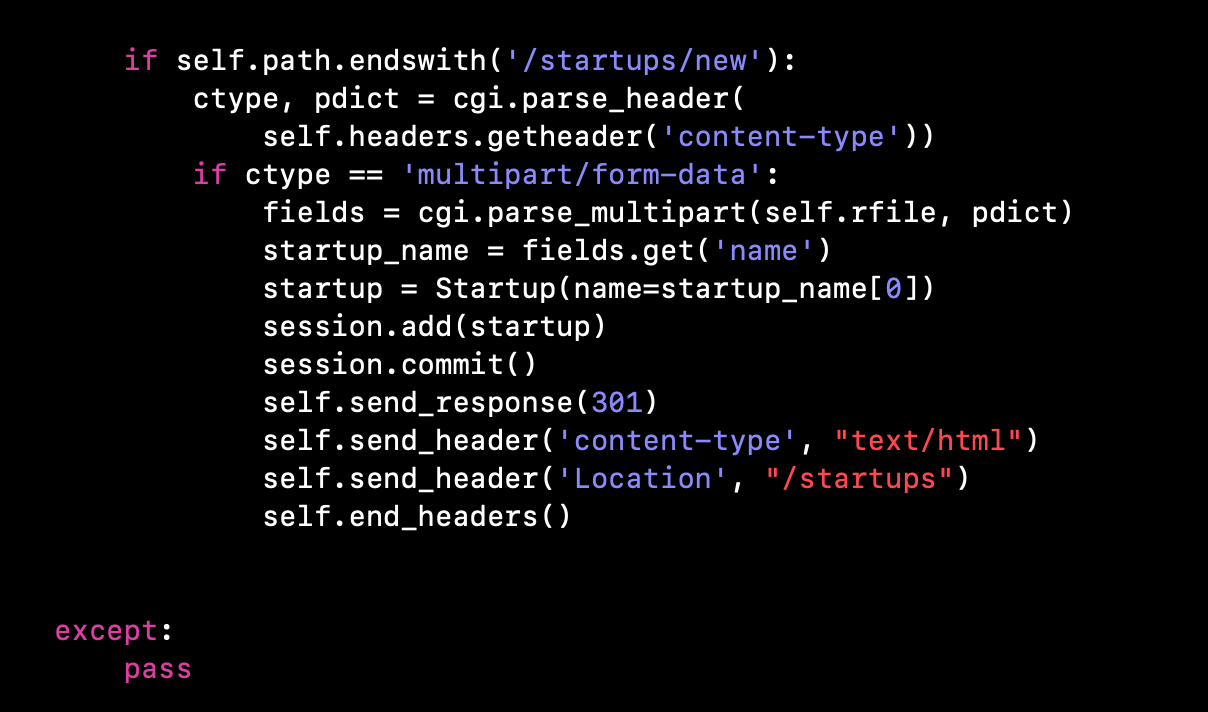 if self.path.endswith('/startups/new'):
ctype, pdict = cgi.parse_header(
self.headers.getheader('content-type'))
if ctype == 'multipart/form-data':
fields = cgi.parse_multipart(self.rfile, pdict)
startup_name = fields.get('name')
startup = Startup(name=startup_name[0])
session.add(startup)
session.commit()
self.send_response(301)
self.send_header('content-type', "text/html")
self.send_header('Location', "/startups")
self.end_headers()
except:
pass